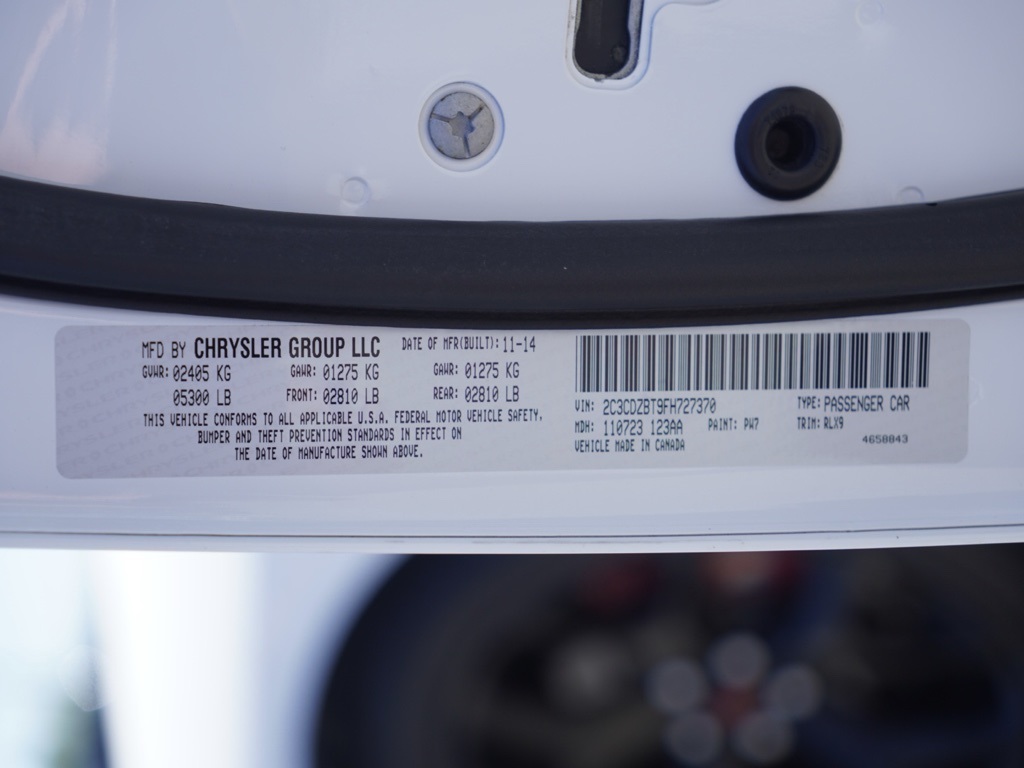 MFD BY CHRYSLER GROUP LLC DATE OF MFR(BUILT): 11-14
GVWR: 02405 KG GAWR: 01275 KG GAWR: 01275 KG
05300 LB FRONT: 02810 LB REAR: 02810 LB
THIS VEHICLE CONFORMS TO ALL APPLICABLE U.S.A. FEDERAL MOTOR VEHICLE SAFETY,
BUMPER AND THEFT PREVENTION STANDARDS IN EFFECT ON
THE DATE OF MANUFACTURE SHOWN ABOVE.
VIN: 2C3CDZBT9FH727370 TYPE: PASSENGER CAR
MDH: 110723 123AA PAINT: PW7 TRIM: RLX9
VEHICLE MADE IN CANADA 4658843